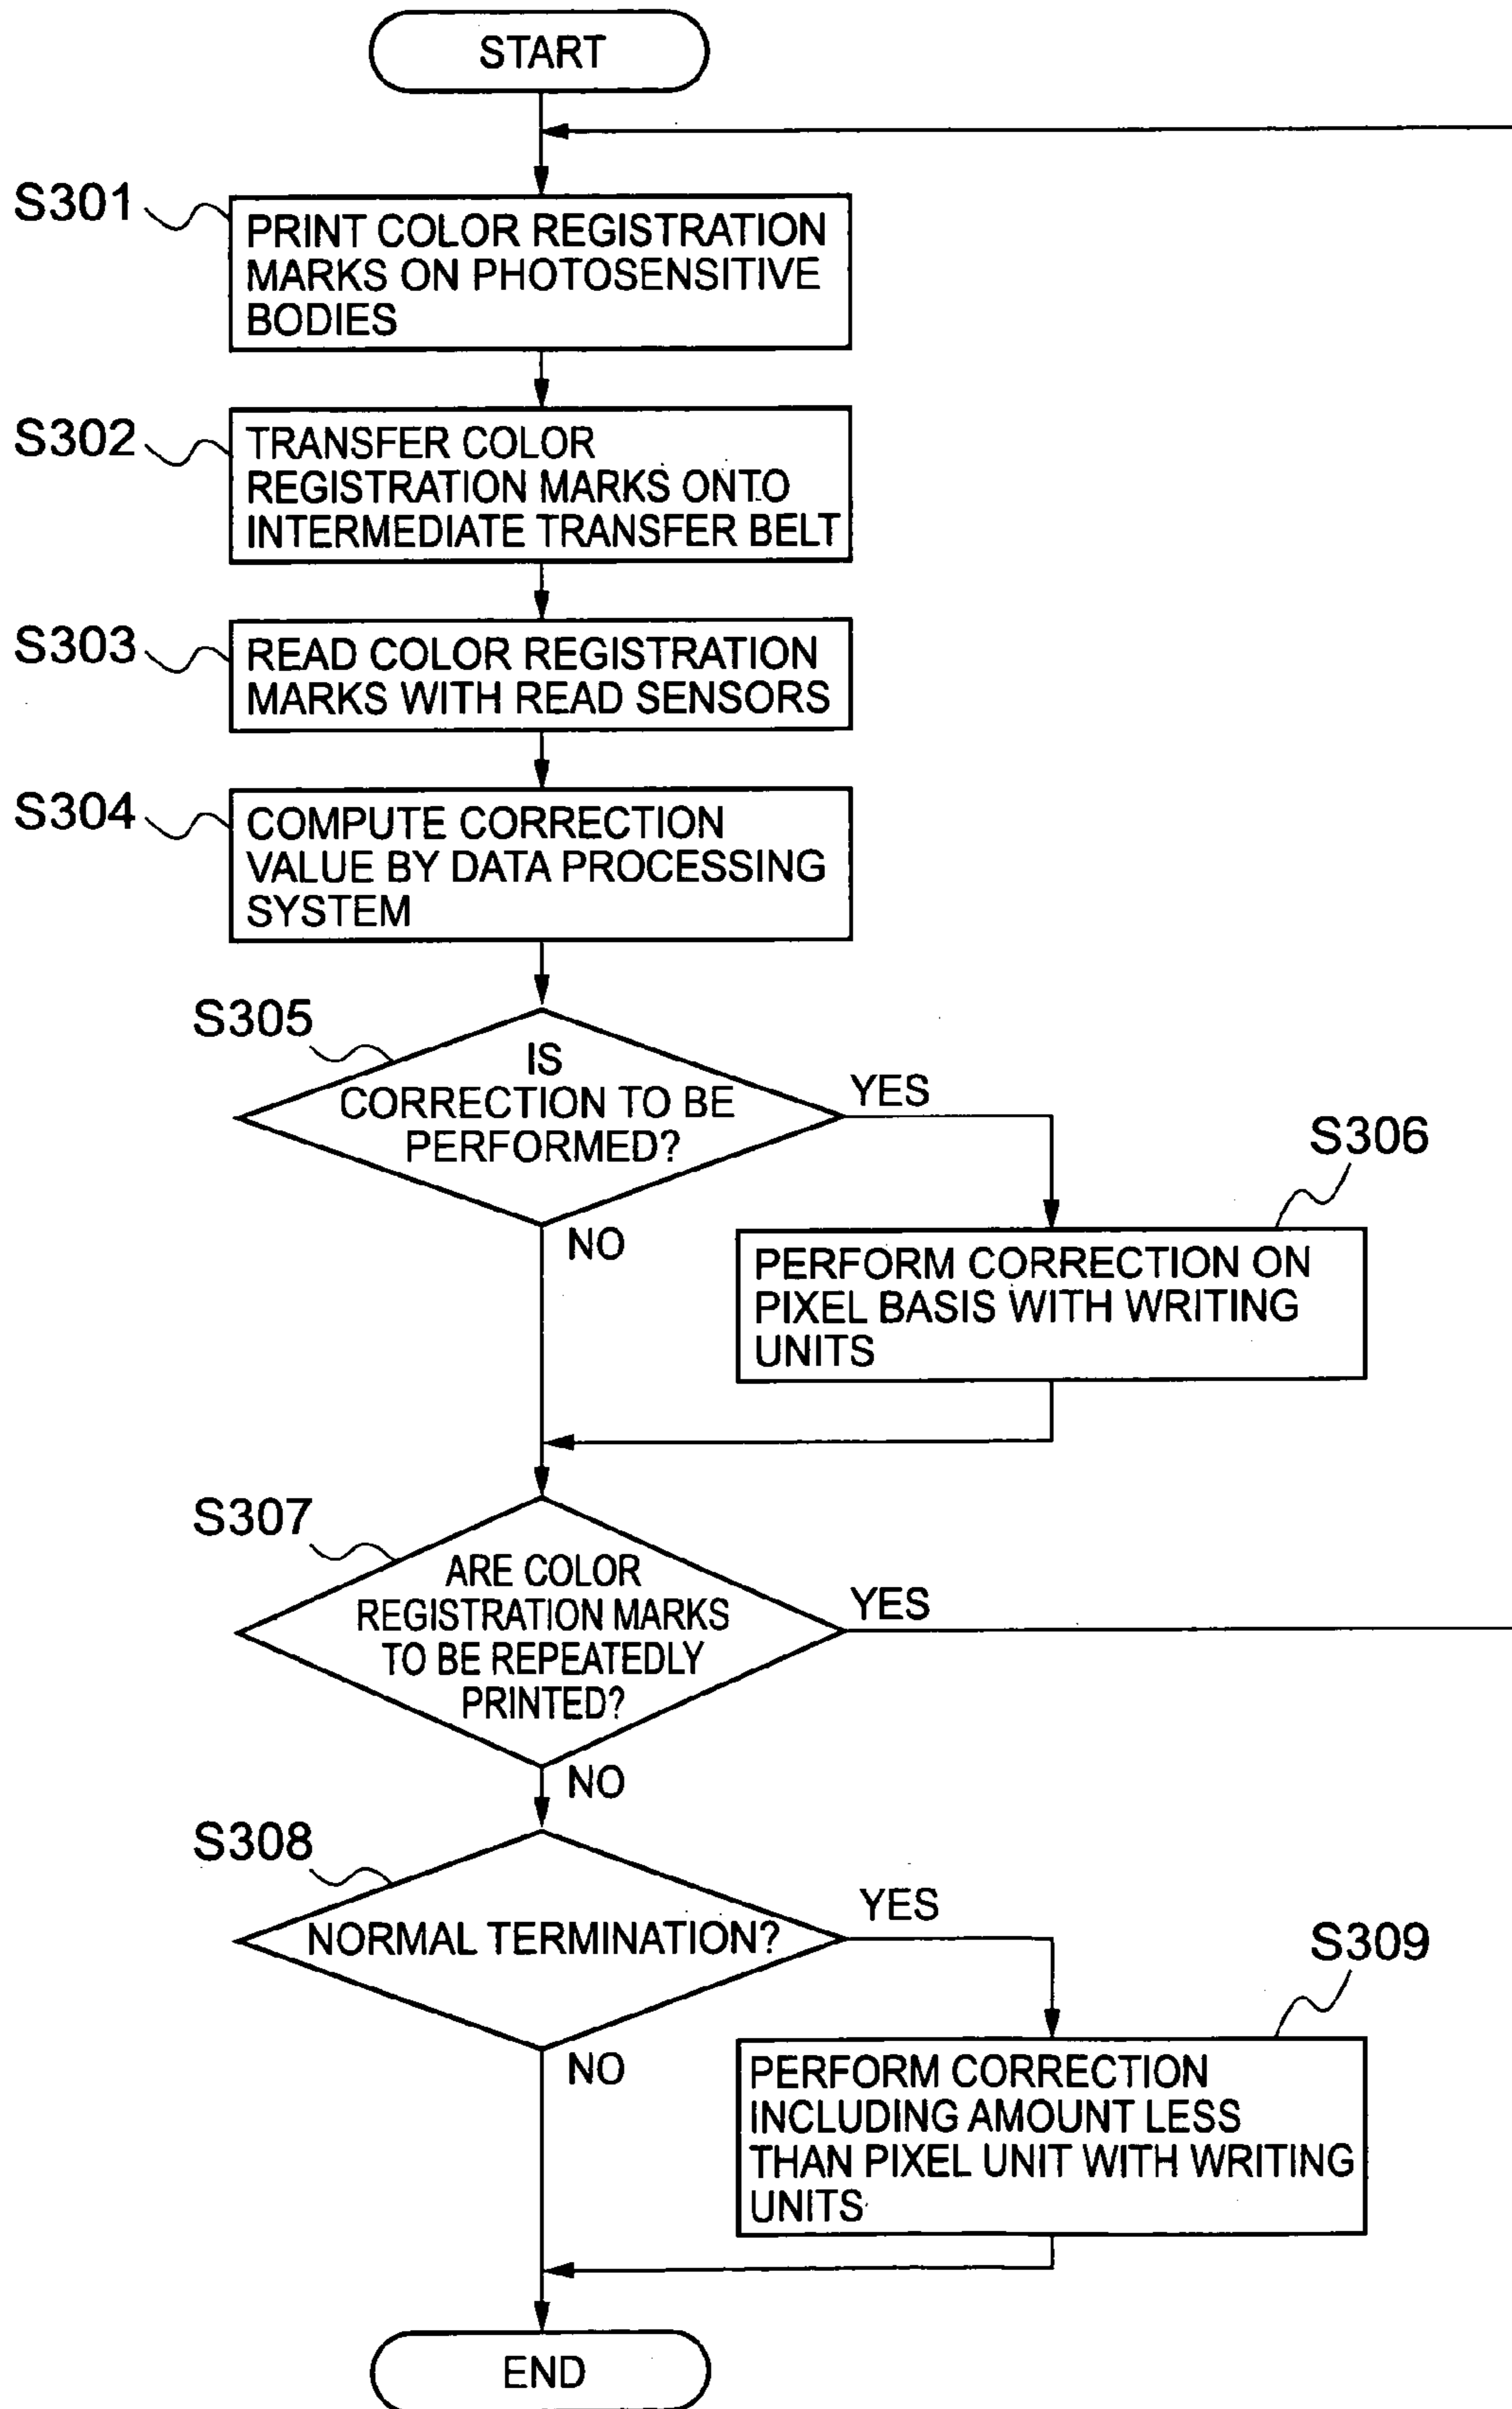 START
S301
PRINT COLOR REGISTRATION
MARKS ON PHOTOSENSITIVE
BODIES
S302
TRANSFER COLOR
REGISTRATION MARKS ONTO
INTERMEDIATE TRANSFER BELT
S303
READ COLOR REGISTRATION
MARKS WITH READ SENSORS
S304
COMPUTE CORRECTION
VALUE BY DATA PROCESSING
SYSTEM
S305
IS
CORRECTION TO BE
PERFORMED?
YES
NO
S306
PERFORM CORRECTION ON
PIXEL BASIS WITH WRITING
UNITS
S307
ARE COLOR
REGISTRATION MARKS
TO BE REPEATEDLY
PRINTED?
YES
NO
S308
NORMAL TERMINATION?
YES
NO
S309
PERFORM CORRECTION
INCLUDING AMOUNT LESS
THAN PIXEL UNIT WITH WRITING
UNITS
END